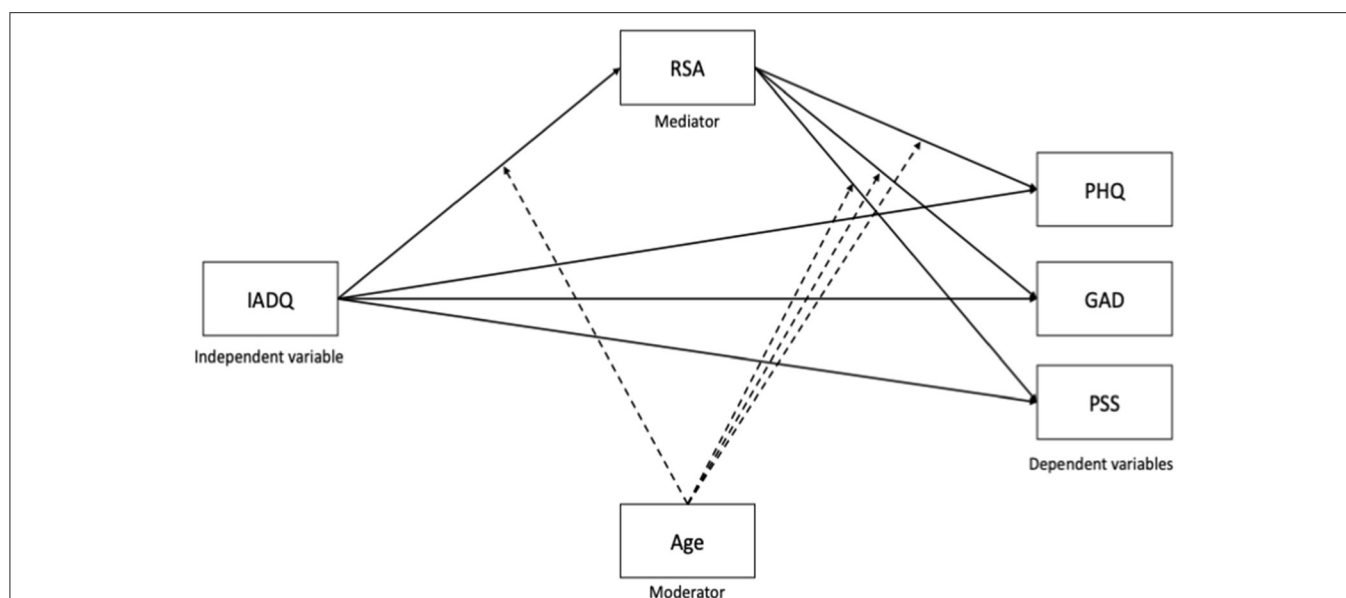 RSA
Mediator
PHQ
IADQ
Independent variable
GAD
PSS
Dependent variables
Age
Moderator